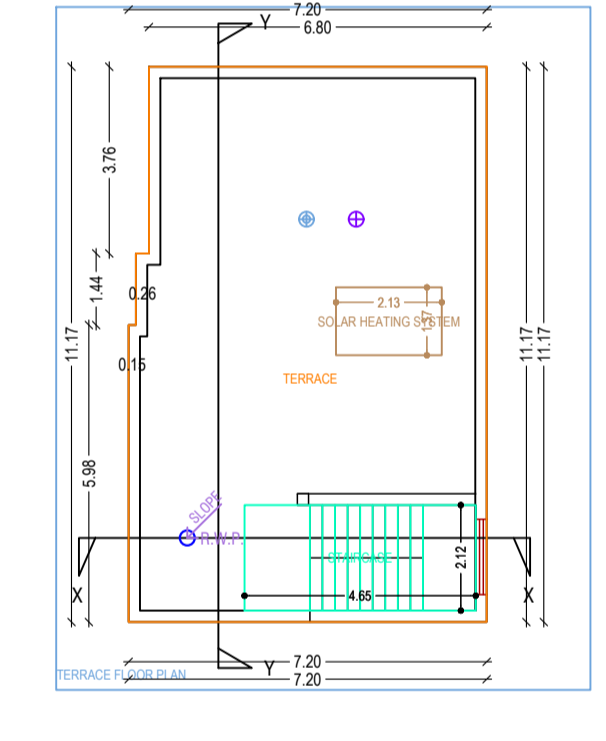 7.20
Y
6.80
3.76
1.44
0.26
2.13
1.37
SOLAR HEATING SYSTEM
11.17
11.17
11.17
0.15
TERRACE
5.98
SLOPE
R.W.P.
STAIRCASE
2.12
X
4.65
X
Y
7.20
TERRACE FLOOR PLAN
7.20